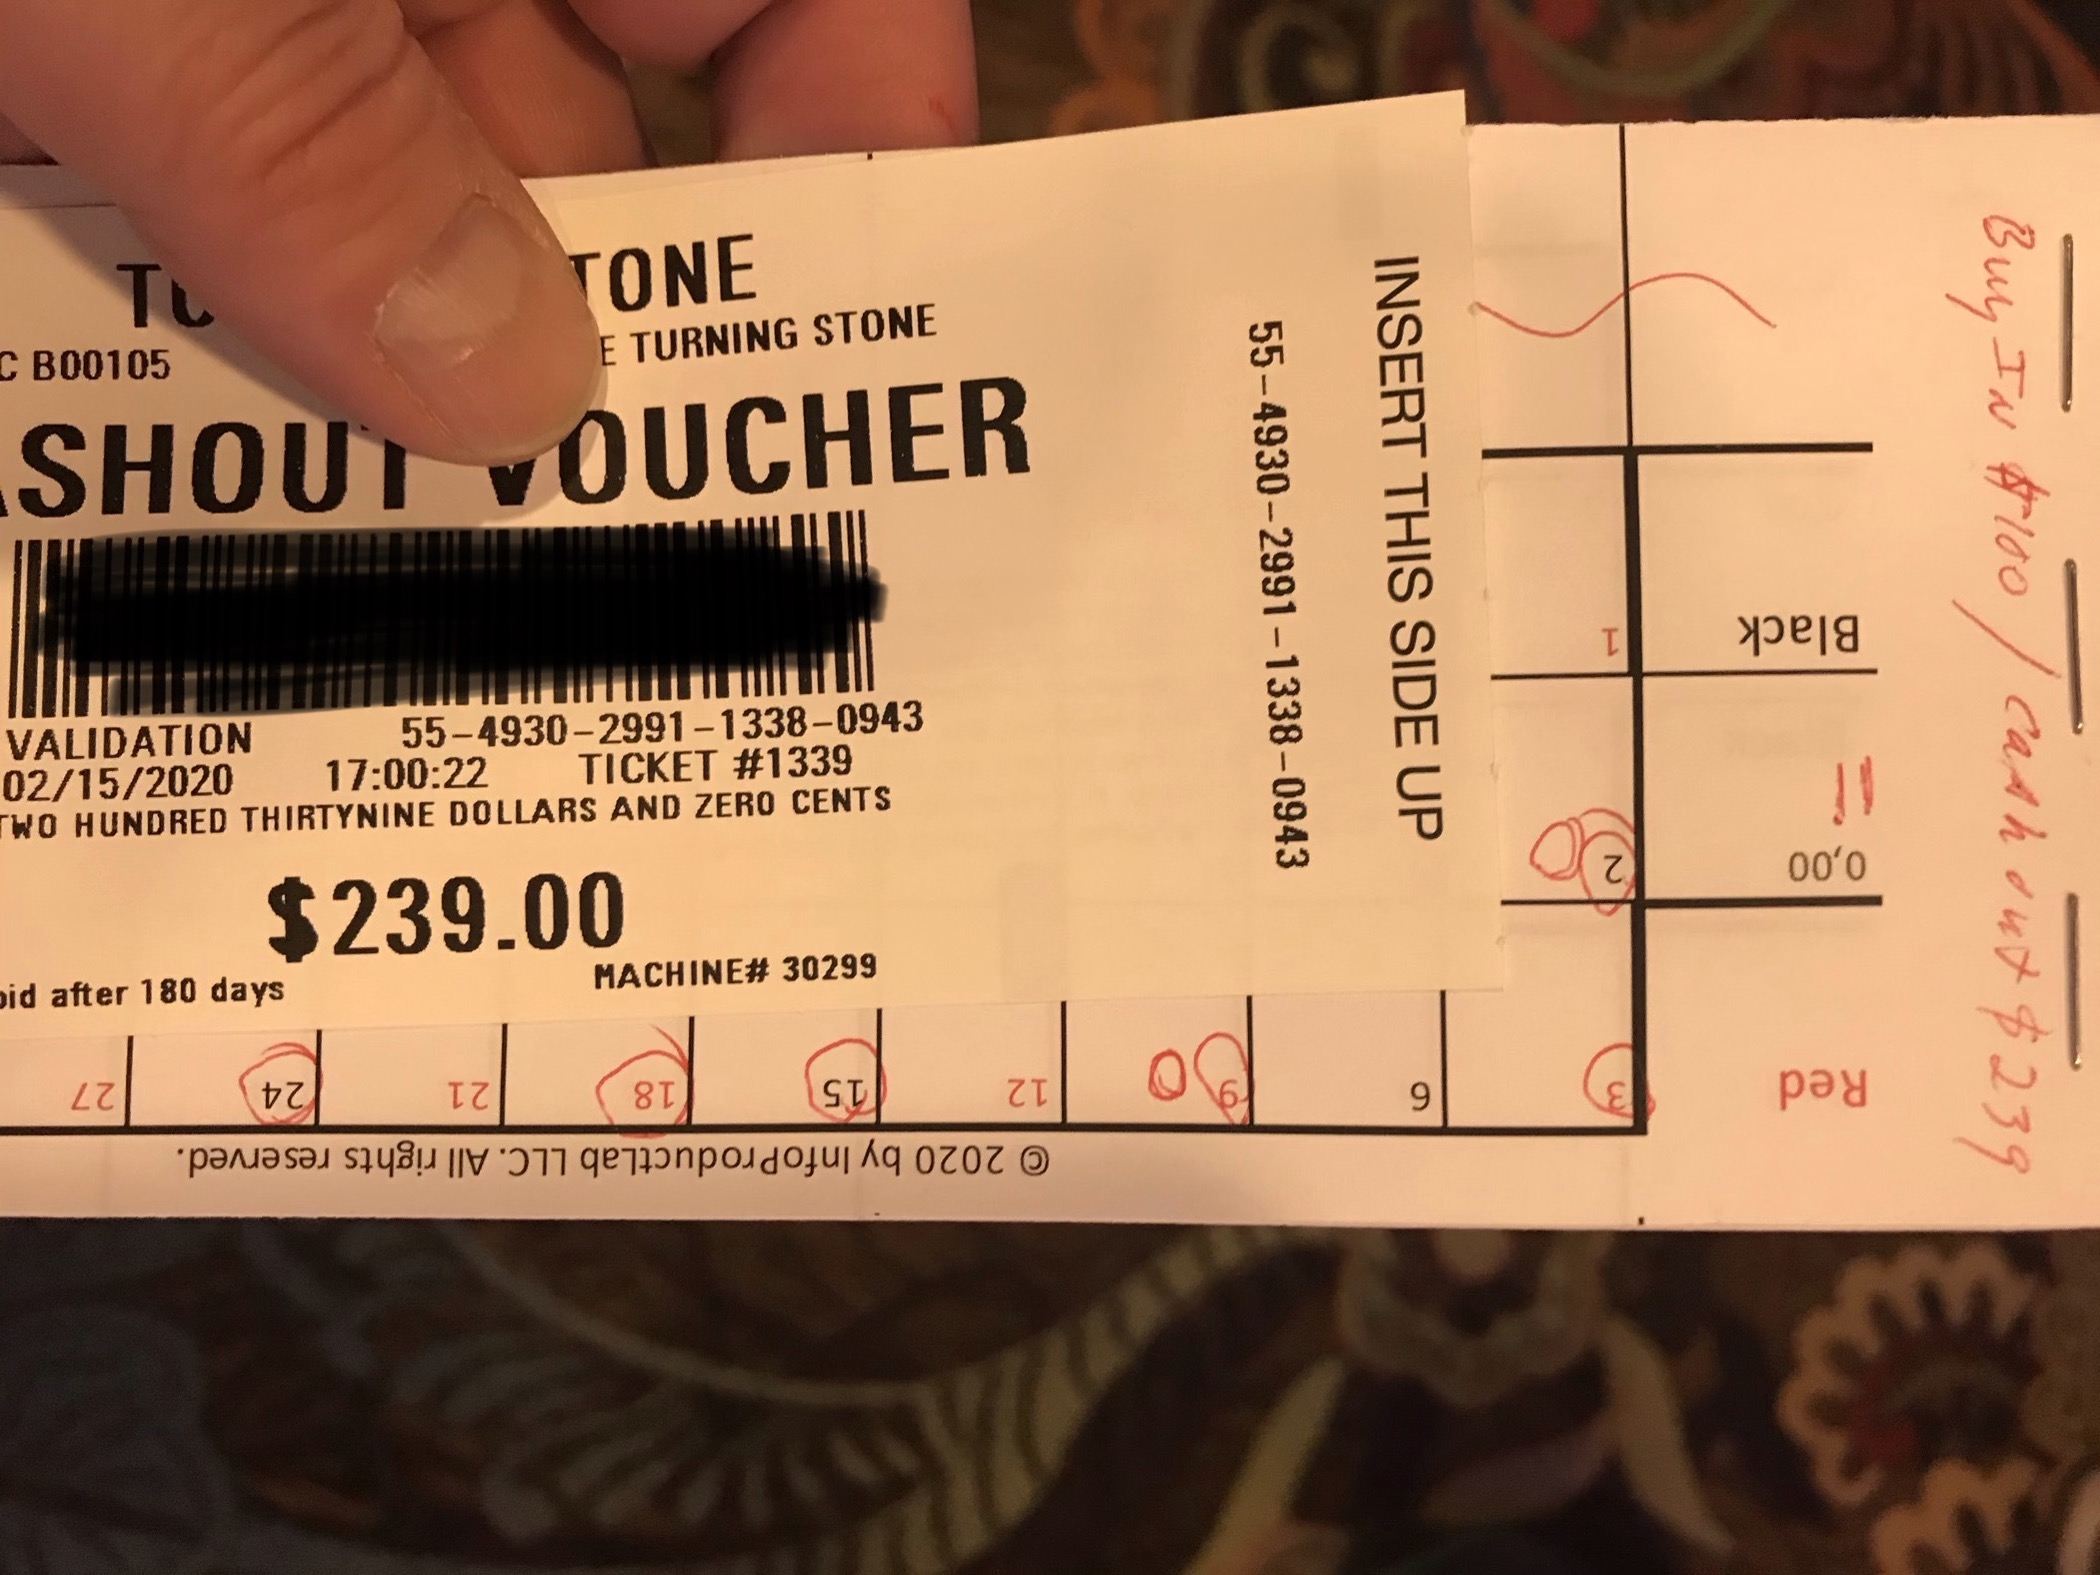 TONE
C B00105
E TURNING STONE
ASHOUT VOUCHER
VALIDATION 55-4930-2991-1338-0943
02/15/2020 17:00:22 TICKET #1339
TWO HUNDRED THIRTYNINE DOLLARS AND ZERO CENTS
$239.00
oid after 180 days
MACHINE# 30299
55-4930-2991-1338-0943
INSERT THIS SIDE UP
Buy In $100 / Cash out $239
Black
1
0,00
2
Red
3 6 9 12 15 18 21 24 27
© 2020 by InfoProductLab LLC. All rights reserved.